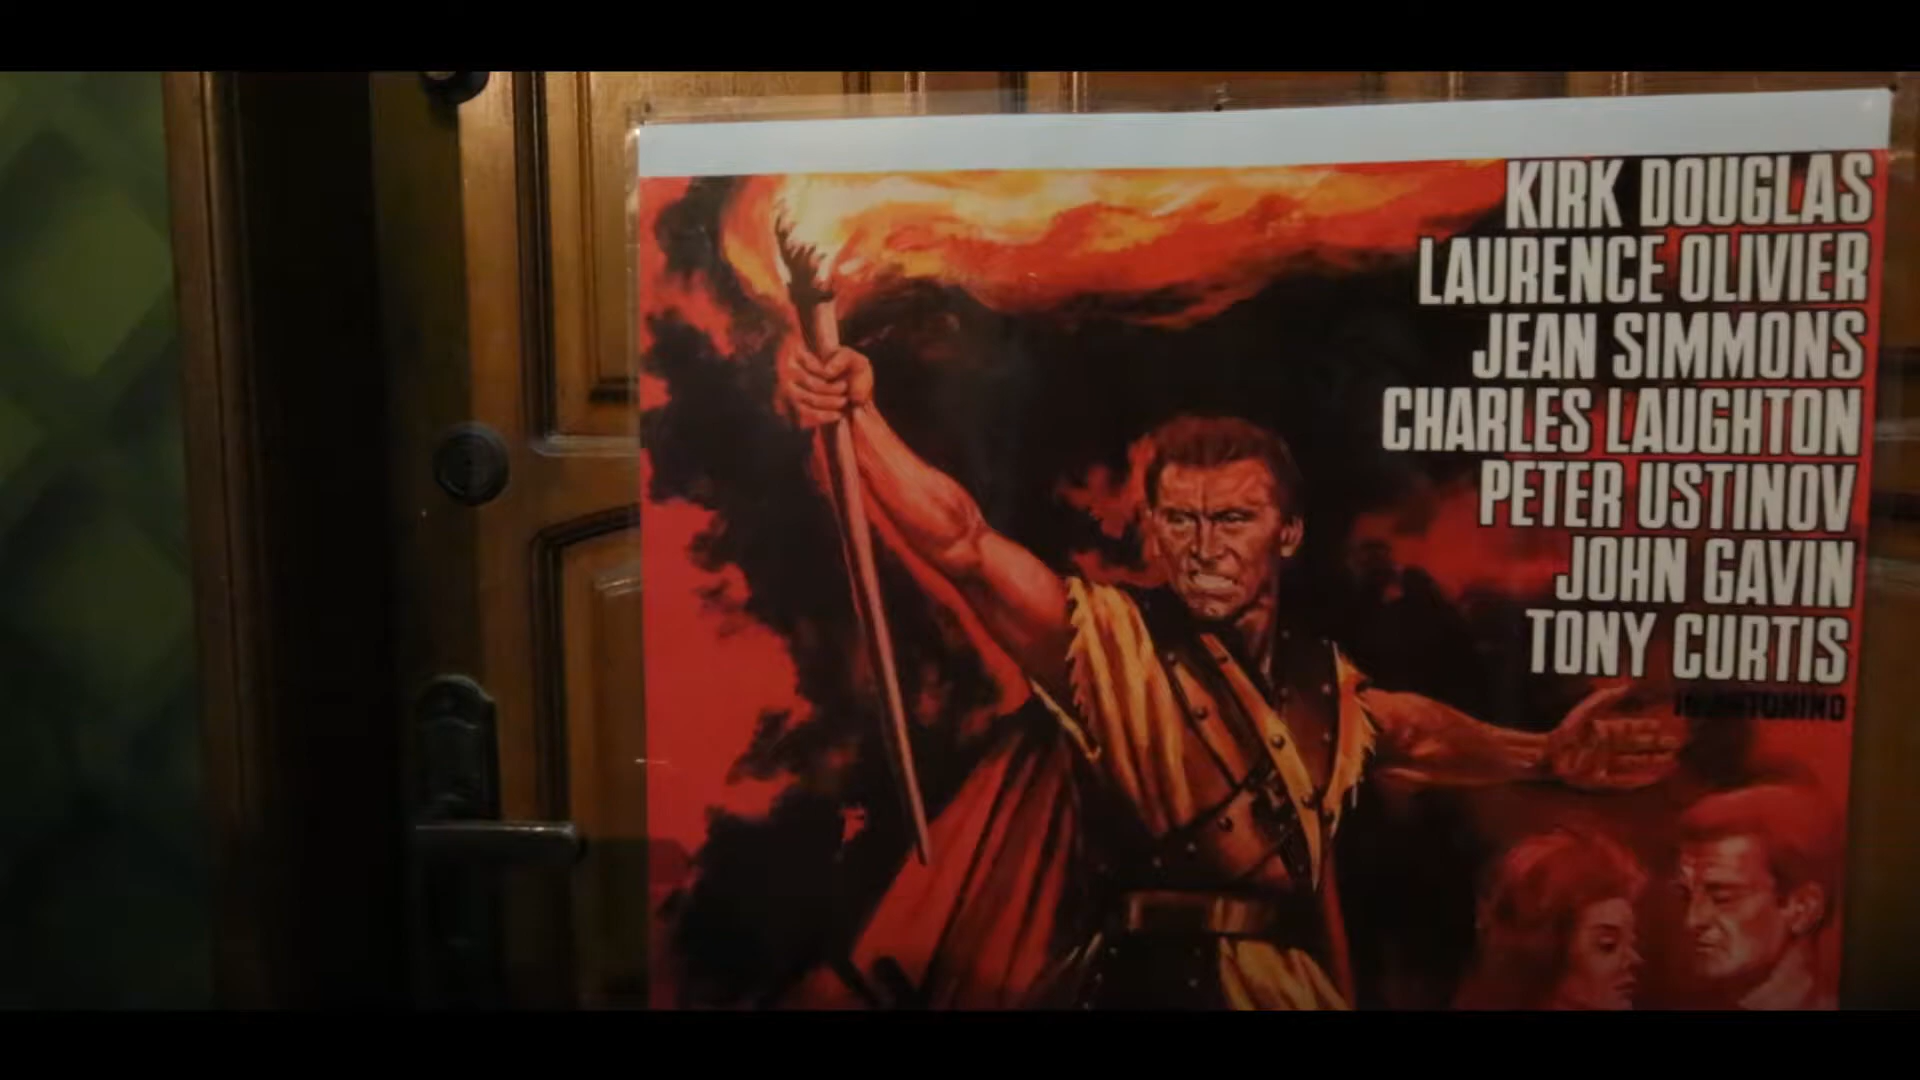 KIRK DOUGLAS
LAURENCE OLIVIER
JEAN SIMMONS
CHARLES LAUGHTON
PETER USTINOV
JOHN GAVIN
TONY CURTIS